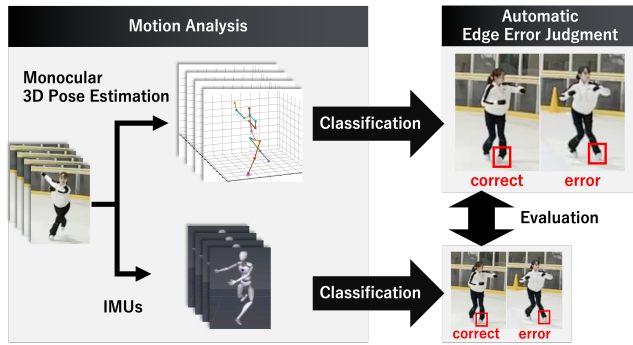 Motion Analysis
Automatic
Edge Error Judgment
Monocular
3D Pose Estimation
Classification
correct
error
Evaluation
IMUs
Classification
correct
error